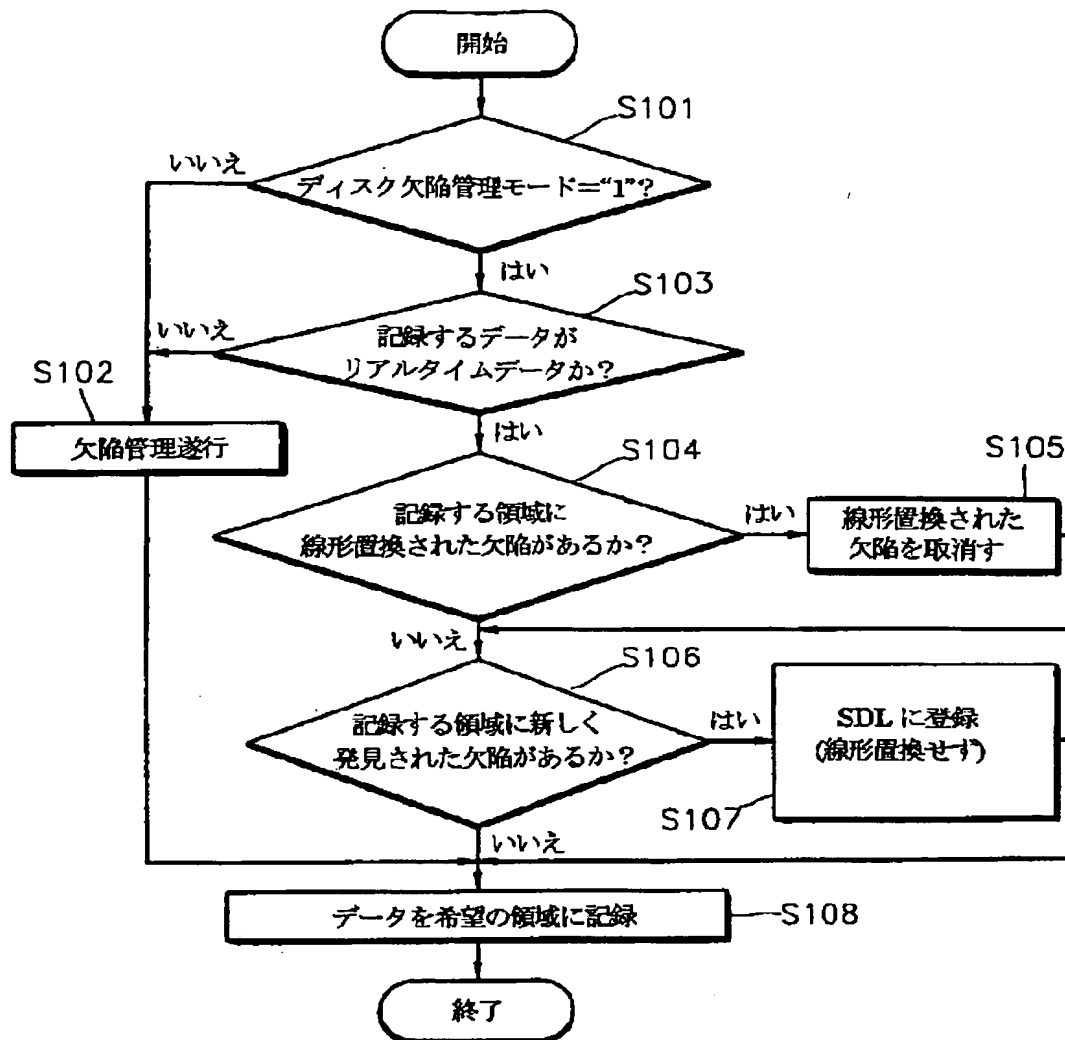 開始
S101
いいえ
ディスク欠陥管理モード="1"?
はい
S103
いいえ
記録するデータが
リアルタイムデータか?
S102
欠陥管理遂行
はい
S104
S105
記録する領域に
線形置換された欠陥があるか?
はい
線形置換された
欠陥を取消す
いいえ
S106
記録する領域に新しく
発見された欠陥があるか?
はい
SDLに登録
(線形置換せず)
S107
いいえ
データを希望の領域に記録
S108
終了